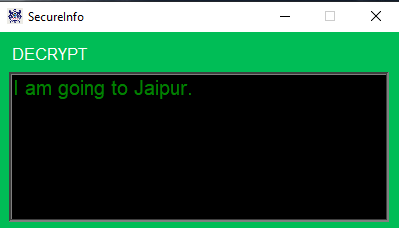 SecureInfo
DECRYPT
I am going to Jaipur.